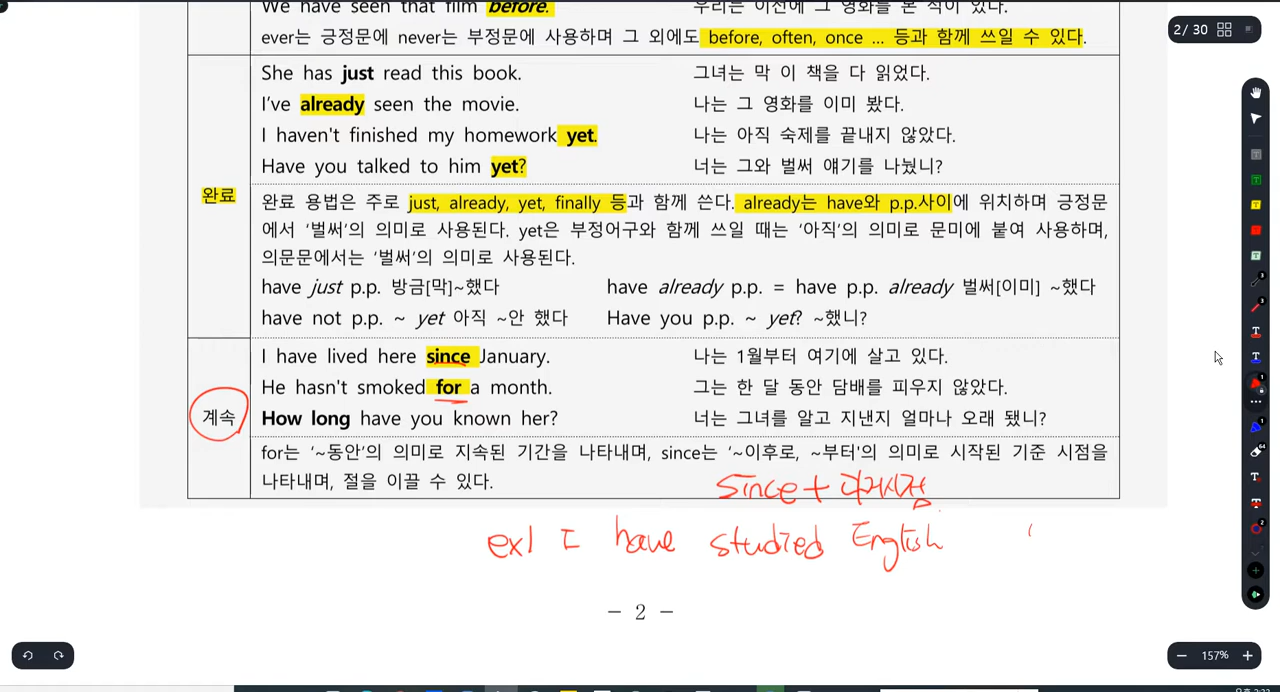 We have seen that film before. 우리는 이전에 그 영화를 본 적이 있다.
2/ 30
ever는 긍정문에 never는 부정문에 사용하며 그 외에도 before, often, once ... 등과 함께 쓰일 수 있다.
She has just read this book. 그녀는 막 이 책을 다 읽었다.
I've already seen the movie. 나는 그 영화를 이미 봤다.
I haven't finished my homework yet. 나는 아직 숙제를 끝내지 않았다.
Have you talked to him yet? 너는 그와 벌써 얘기를 나눴니?
완료
완료 용법은 주로 just, already, yet, finally 등과 함께 쓴다. already는 have와 p.p.사이에 위치하며 긍정문
에서 ‘벌써’의 의미로 사용된다. yet은 부정어구와 함께 쓰일 때는 ‘아직’의 의미로 문미에 붙여 사용하며,
의문문에서는 ‘벌써’의 의미로 사용된다.
have just p.p. 방금[막]~했다 have already p.p. = have p.p. already 벌써[이미] ~했다
have not p.p. ~ yet 아직 ~안 했다 Have you p.p. ~ yet? ~했니?
I have lived here since January. 나는 1월부터 여기에 살고 있다.
He hasn't smoked for a month. 그는 한 달 동안 담배를 피우지 않았다.
계속
How long have you known her? 너는 그녀를 알고 지낸지 얼마나 오래 됐니?
for는 ‘~동안’의 의미로 지속된 기간을 나타내며, since는 ‘~이후로, ~부터'의 의미로 시작된 기준 시점을
나타내며, 절을 이끌 수 있다.
since + 과거시점
ex) I have studied English
- 2 -
157%